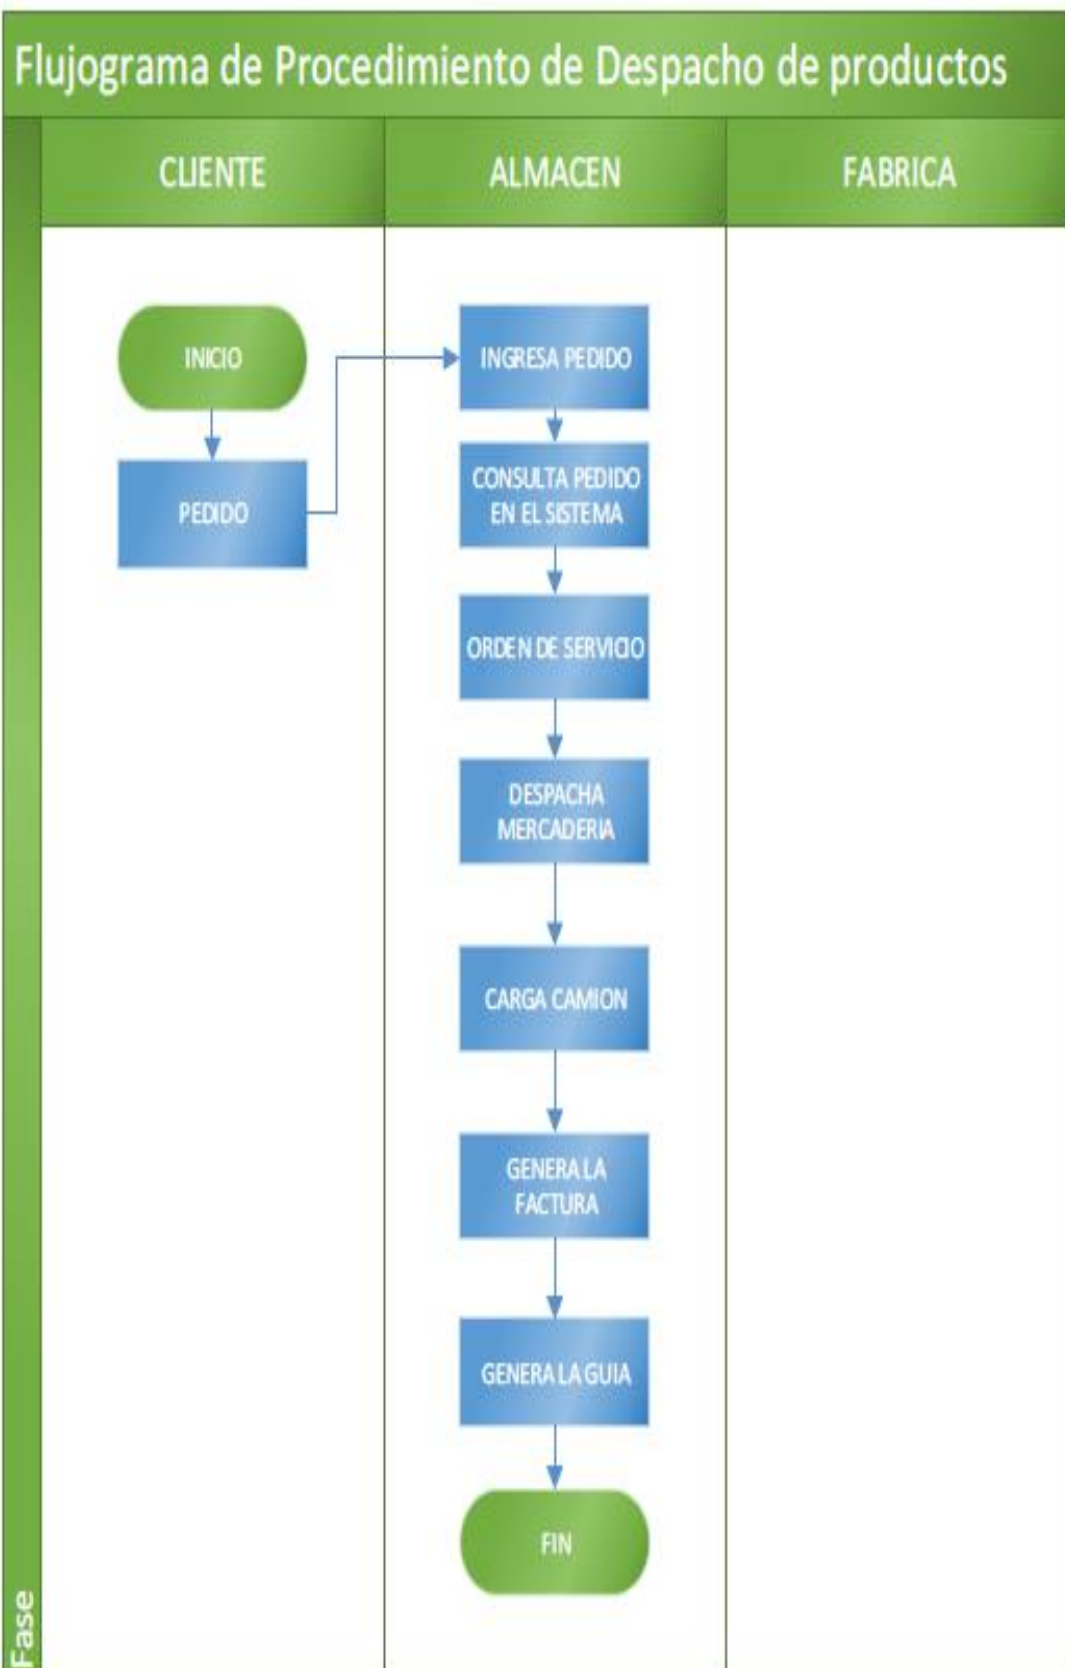 Flujograma de Procedimiento de Despacho de productos
CLIENTE
ALMACEN
FABRICA
INICIO
PEDIDO
INGRESA PEDIDO
CONSULTA PEDIDO
EN EL SISTEMA
ORDEN DE SERVICIO
DESPACHA
MERCADERIA
CARGA CAMION
GENERA LA
FACTURA
GENERA LA GUIA
FIN
Fase